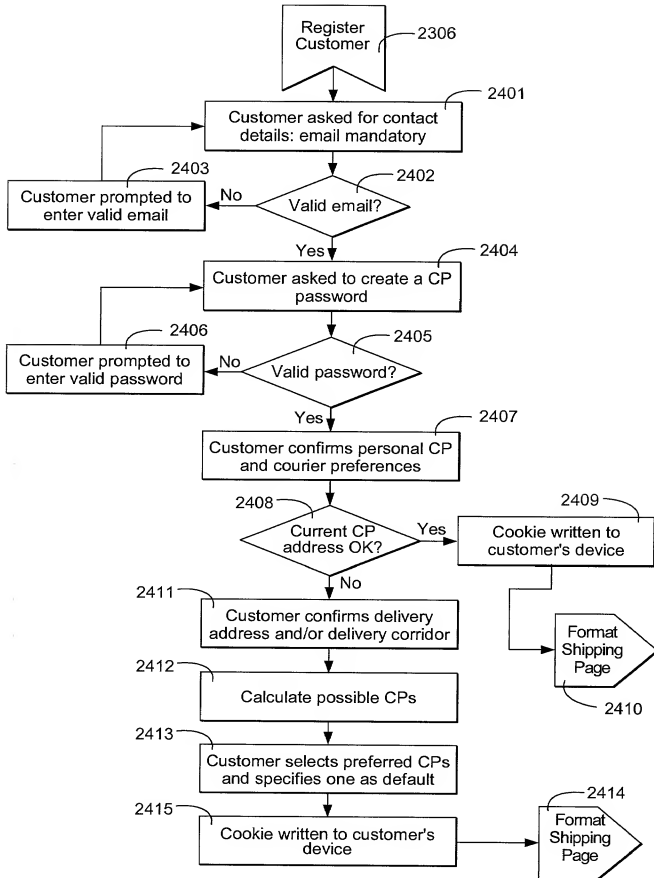 Register
Customer
2306
2401
Customer asked for contact
details: email mandatory
2403
2402
Customer prompted to
enter valid email
No
Valid email?
Yes
2404
Customer asked to create a CP
password
2406
2405
Customer prompted to
enter valid password
No
Valid password?
Yes
2407
Customer confirms personal CP
and courier preferences
2408
2409
Current CP
address OK?
Yes
Cookie written to
customer's device
No
2411
Customer confirms delivery
address and/or delivery corridor
Format
Shipping
Page
2410
2412
Calculate possible CPs
2413
Customer selects preferred CPs
and specifies one as default
2415
Cookie written to customer's
device
2414
Format
Shipping
Page